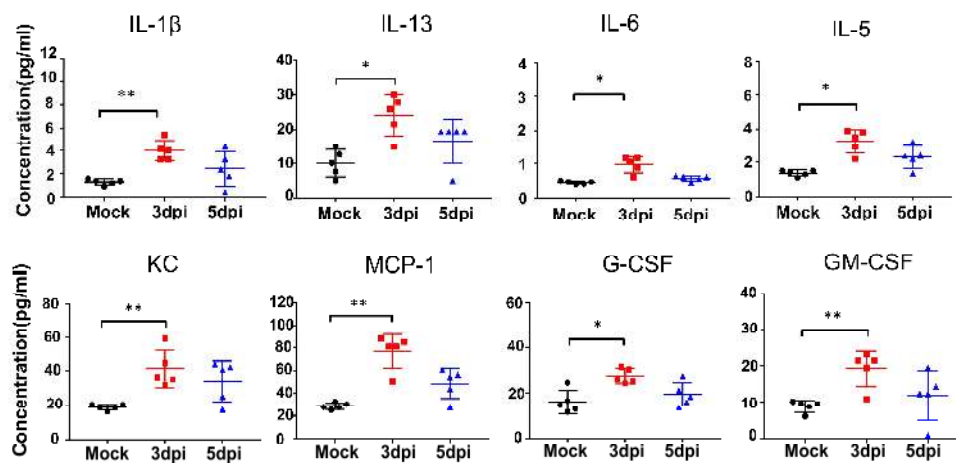 IL-1β
IL-13
IL-6
IL-5
Concentration(pg/ml)
12
10
8
6
4
2
0
**
Mock 3dpi 5dpi
40
30
20
10
0
*
Mock 3dpi 5dpi
4
3
2
1
0
*
Mock 3dpi 5dpi
8
6
4
2
0
*
Mock 3dpi 5dpi
KC
MCP-1
G-CSF
GM-CSF
Concentration(pg/ml)
80
60
40
20
0
**
Mock 3dpi 5dpi
120
100
80
60
40
20
0
**
Mock 3dpi 5dpi
60
40
20
0
*
Mock 3dpi 5dpi
40
30
20
10
0
**
Mock 3dpi 5dpi